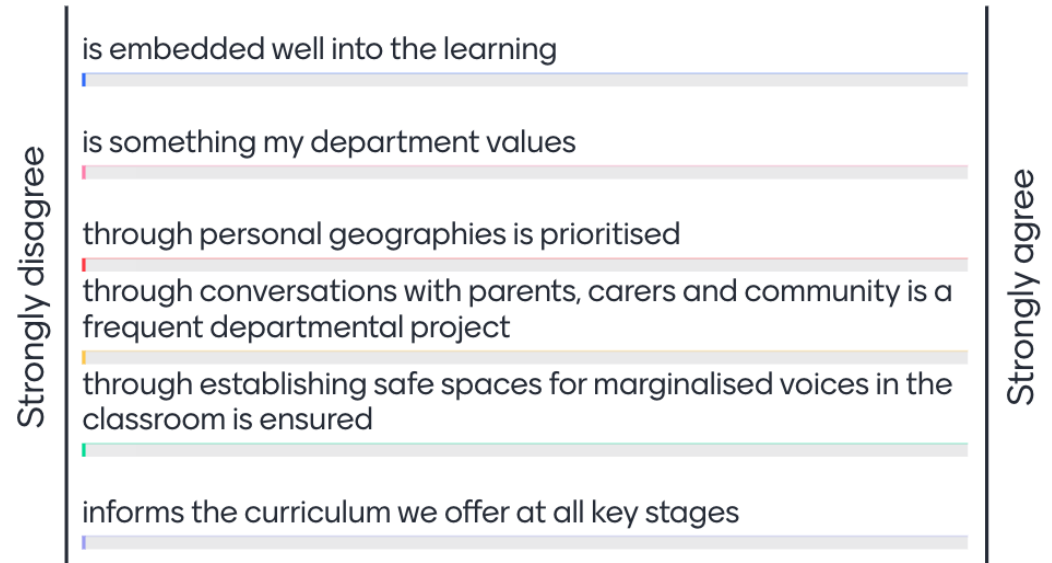 Strongly disagree
is embedded well into the learning
is something my department values
through personal geographies is prioritised
through conversations with parents, carers and community is a
frequent departmental project
through establishing safe spaces for marginalised voices in the
classroom is ensured
informs the curriculum we offer at all key stages
Strongly agree